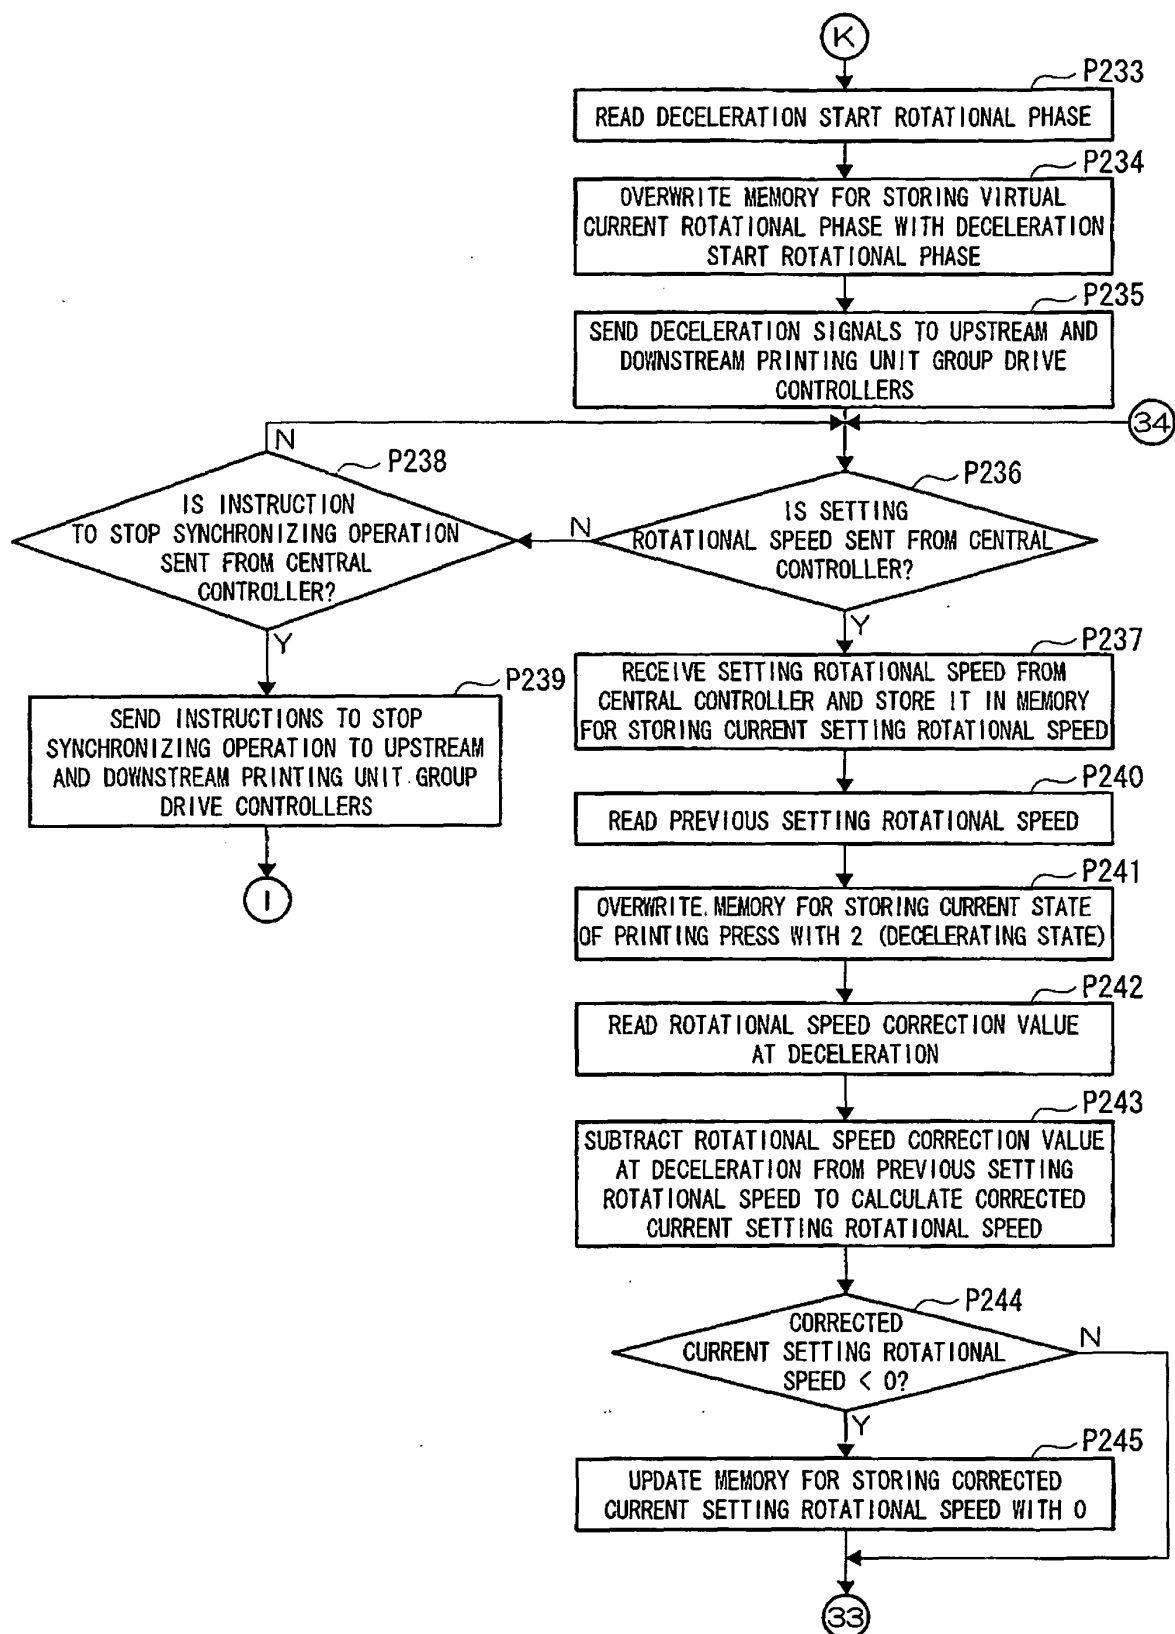 K
P233
READ DECELERATION START ROTATIONAL PHASE
P234
OVERWRITE MEMORY FOR STORING VIRTUAL
CURRENT ROTATIONAL PHASE WITH DECELERATION
START ROTATIONAL PHASE
P235
SEND DECELERATION SIGNALS TO UPSTREAM AND
DOWNSTREAM PRINTING UNIT GROUP DRIVE
CONTROLLERS
34
N
P238
IS INSTRUCTION
TO STOP SYNCHRONIZING OPERATION
SENT FROM CENTRAL
CONTROLLER?
Y
N
P236
IS SETTING
ROTATIONAL SPEED SENT FROM CENTRAL
CONTROLLER?
Y
P239
SEND INSTRUCTIONS TO STOP
SYNCHRONIZING OPERATION TO UPSTREAM
AND DOWNSTREAM PRINTING UNIT GROUP
DRIVE CONTROLLERS
I
P237
RECEIVE SETTING ROTATIONAL SPEED FROM
CENTRAL CONTROLLER AND STORE IT IN MEMORY
FOR STORING CURRENT SETTING ROTATIONAL SPEED
P240
READ PREVIOUS SETTING ROTATIONAL SPEED
P241
OVERWRITE MEMORY FOR STORING CURRENT STATE
OF PRINTING PRESS WITH 2 (DECELERATING STATE)
P242
READ ROTATIONAL SPEED CORRECTION VALUE
AT DECELERATION
P243
SUBTRACT ROTATIONAL SPEED CORRECTION VALUE
AT DECELERATION FROM PREVIOUS SETTING
ROTATIONAL SPEED TO CALCULATE CORRECTED
CURRENT SETTING ROTATIONAL SPEED
P244
CORRECTED
CURRENT SETTING ROTATIONAL
SPEED < 0?
N
Y
P245
UPDATE MEMORY FOR STORING CORRECTED
CURRENT SETTING ROTATIONAL SPEED WITH 0
33